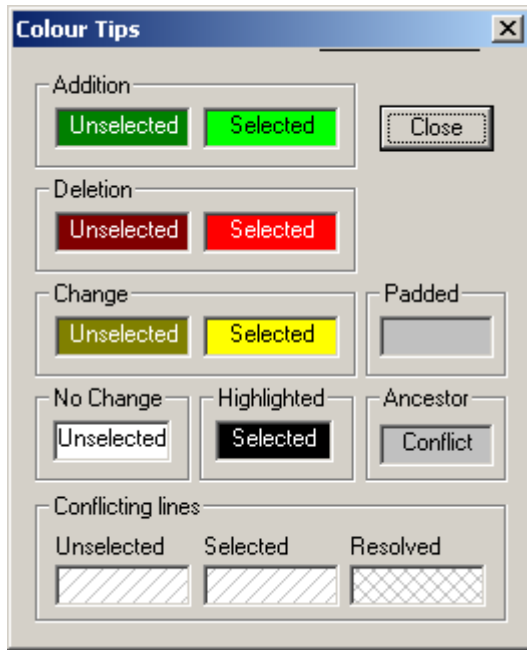 Colour Tips
Addition
Unselected Selected
Close
Deletion
Unselected Selected
Change Padded
Unselected Selected
No Change Highlighted Ancestor
Unselected Selected Conflict
Conflicting lines
Unselected Selected Resolved